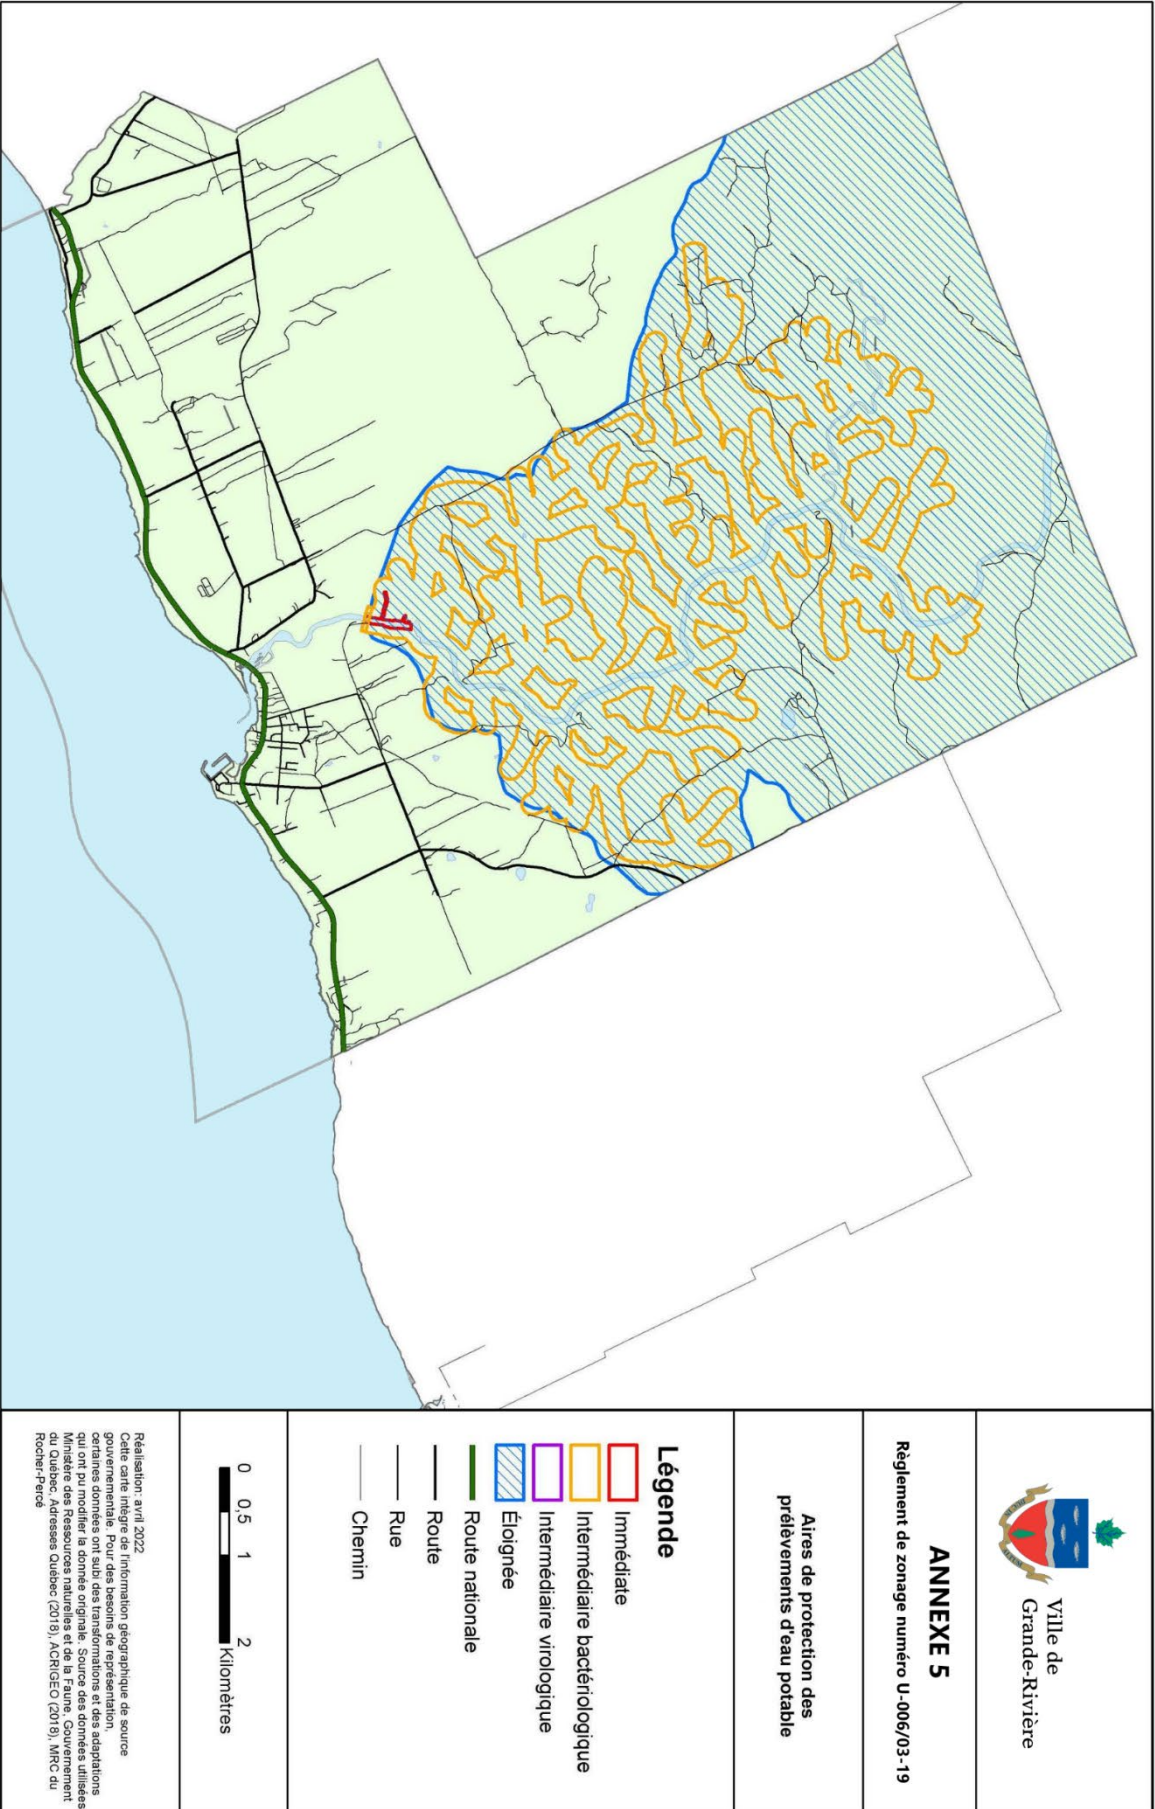 Ville de
Grande-Rivière
ANNEXE 5
Règlement de zonage numéro U-006/03-19
Aires de protection des
prélèvements d'eau potable
Légende
Immédiate
Intermédiaire bactériologique
Intermédiaire virologique
Éloignée
Route nationale
Route
Rue
Chemin
0 0,5 1 2
Kilomètres
Réalisation: avril 2022
Cette carte intègre de l'information géographique de source
gouvernementale. Pour des besoins de représentation,
certaines données ont subi des transformations et des adaptations
qui ont pu modifier la donnée originale. Source des données utilisées
Ministère des Ressources naturelles et de la Faune, Gouvernement
du Québec, Adresses Québec (2018), ACRIGEO (2018), MRC du
Rocher-Percé